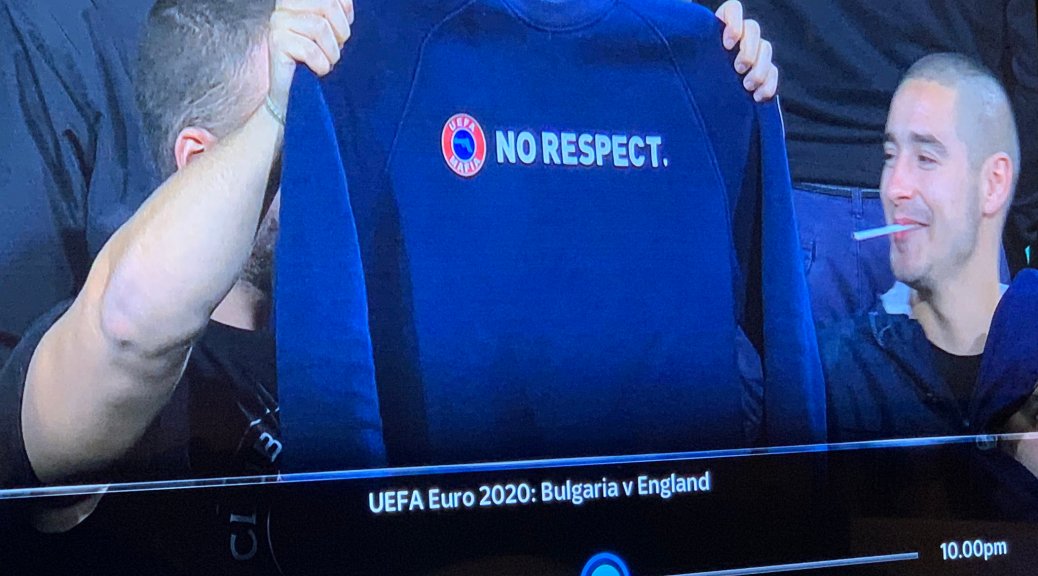 UEFA
MAFIA
NO RESPECT.
UEFA Euro 2020: Bulgaria v England
10.00pm